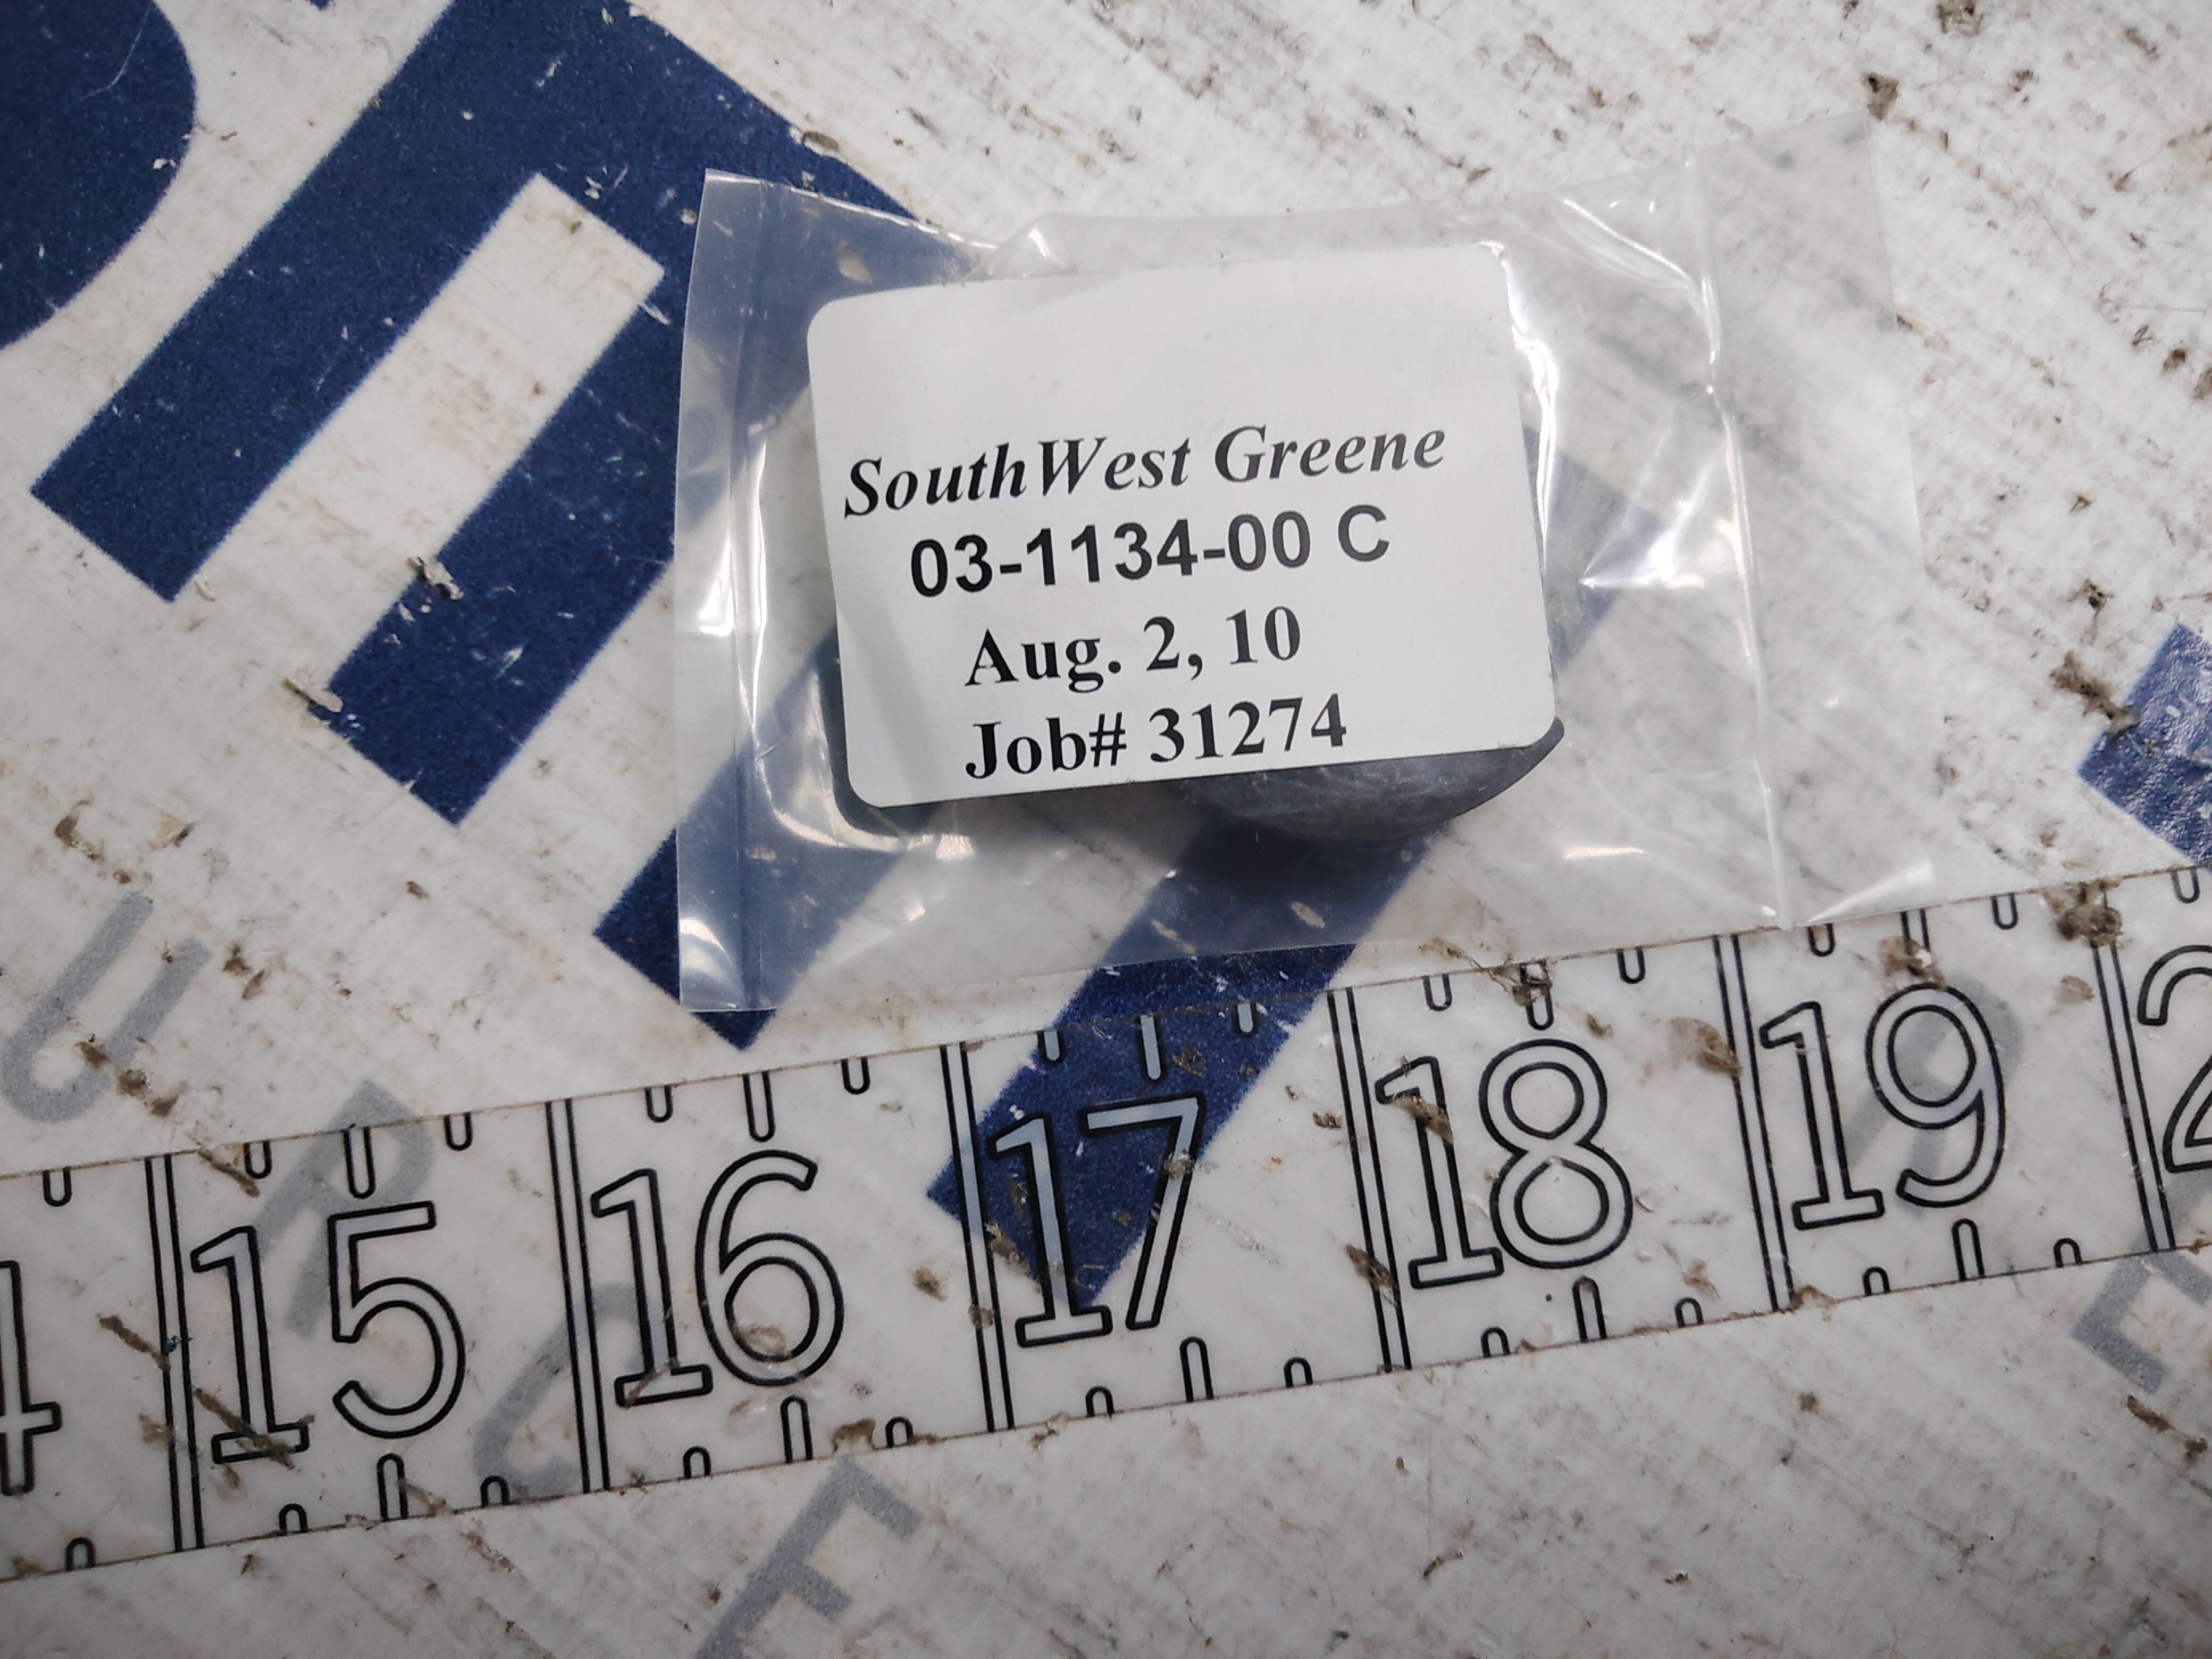 SouthWest Greene
03-1134-00 C
Aug. 2, 10
Job# 31274
15 16 17 18 19